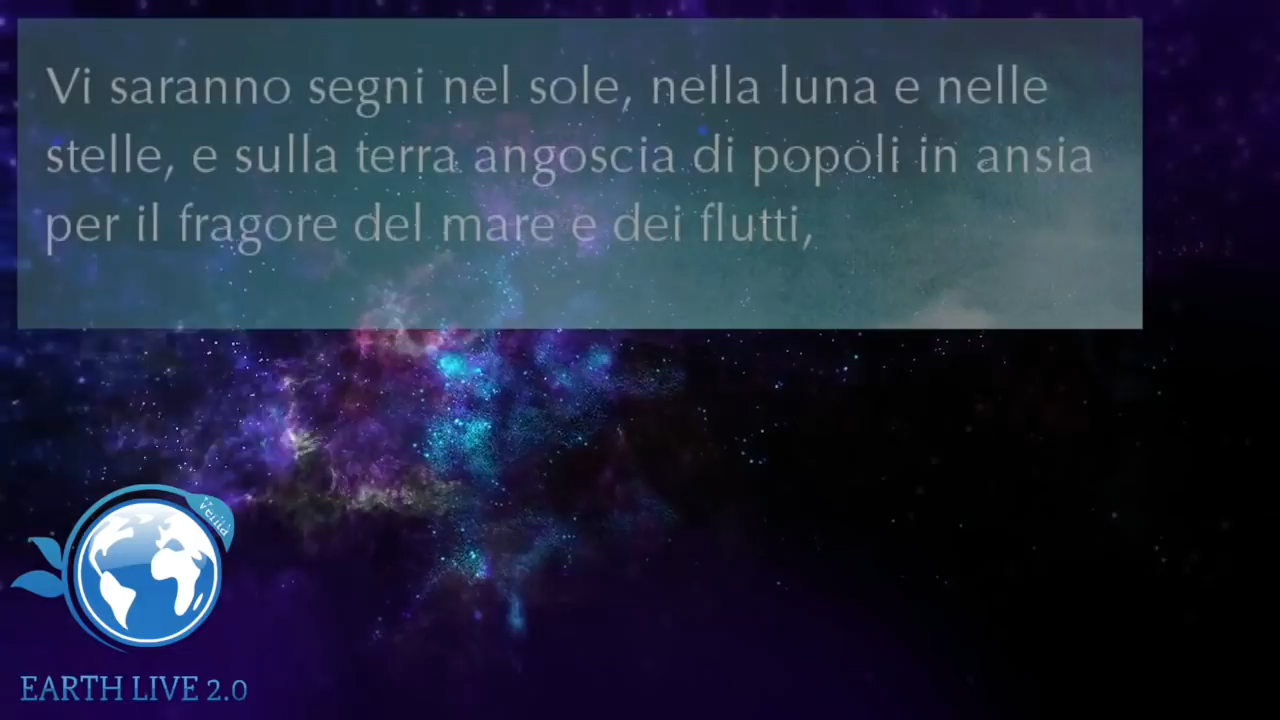 Vi saranno segni nel sole, nella luna e nelle
stelle, e sulla terra angoscia di popoli in ansia
per il fragore del mare e dei flutti,
Verità
EARTH LIVE 2.0